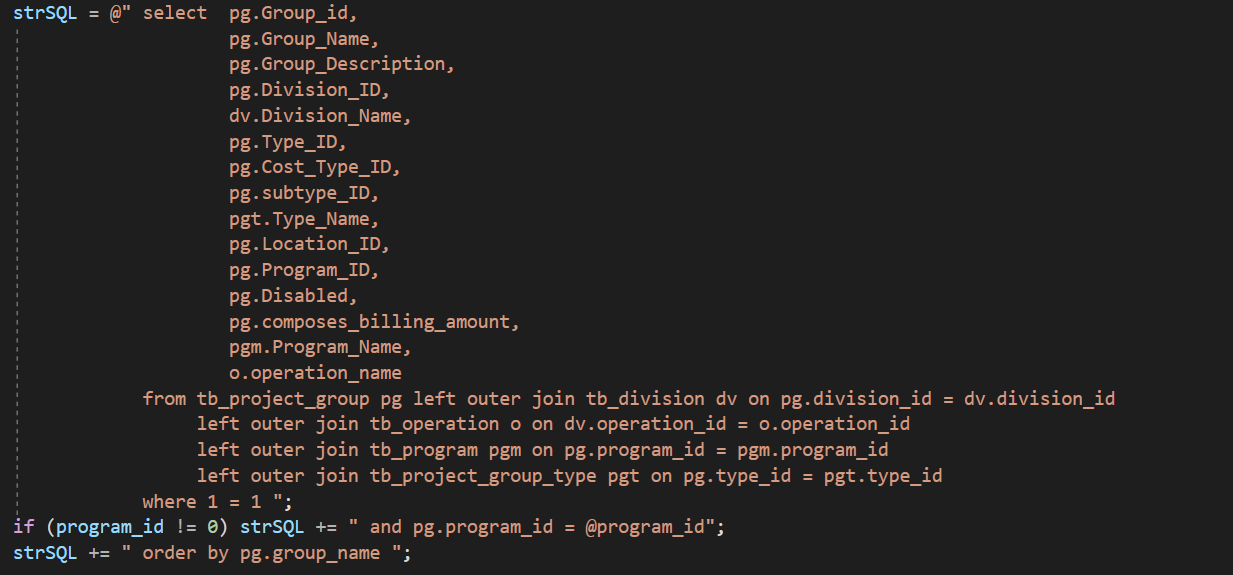 strSQL = @" select  pg.Group_id,
                    pg.Group_Name,
                    pg.Group_Description,
                    pg.Division_ID,
                    dv.Division_Name,
                    pg.Type_ID,
                    pg.Cost_Type_ID,
                    pg.subtype_ID,
                    pgt.Type_Name,
                    pg.Location_ID,
                    pg.Program_ID,
                    pg.Disabled,
                    pg.composes_billing_amount,
                    pgm.Program_Name,
                    o.operation_name
            from tb_project_group pg left outer join tb_division dv on pg.division_id = dv.division_id
                 left outer join tb_operation o on dv.operation_id = o.operation_id
                 left outer join tb_program pgm on pg.program_id = pgm.program_id
                 left outer join tb_project_group_type pgt on pg.type_id = pgt.type_id
            where 1 = 1 ";
if (program_id != 0) strSQL += " and pg.program_id = @program_id";
strSQL += " order by pg.group_name ";